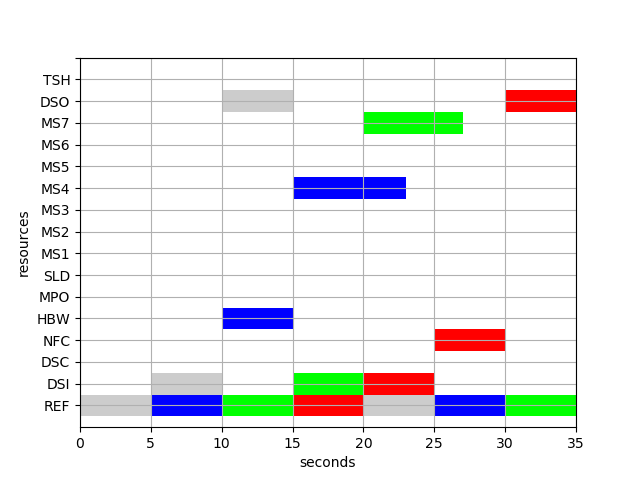 TSH
DSO
MS7
MS6
MS5
MS4
MS3
MS2
MS1
SLD
MPO
HBW
NFC
DSC
DSI
REF
resources
0 5 10 15 20 25 30 35
seconds